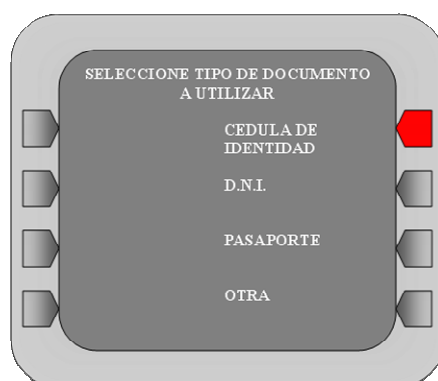 SELECCIONE TIPO DE DOCUMENTO
A UTILIZAR
CEDULA DE
IDENTIDAD
D.N.I.
PASAPORTE
OTRA